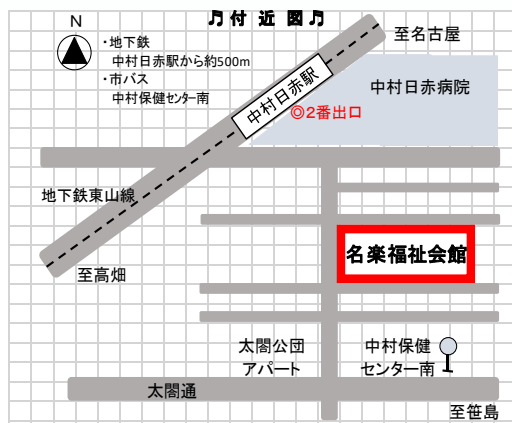 付近図
N
・地下鉄
中村日赤駅から約500m
・市バス
中村保健センター南
至名古屋
中村日赤病院
中村日赤駅
◎2番出口
地下鉄東山線
至高畑
名楽福祉会館
太閤公団
アパート
中村保健
センター南
太閤通
至笹島